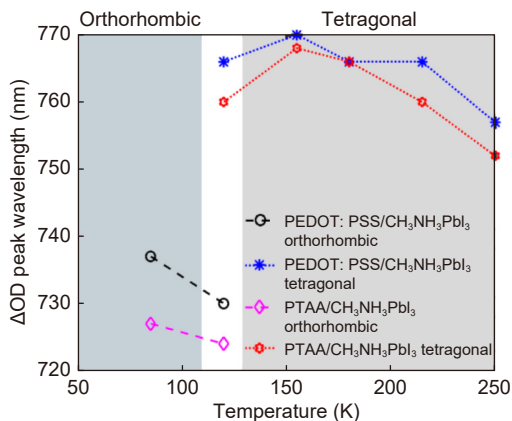 Orthorhombic Tetragonal
770
760
750
740
730
720
ΔOD peak wavelength (nm)
PEDOT: PSS/CH₃NH₃PbI₃
orthorhombic
PEDOT: PSS/CH₃NH₃PbI₃
tetragonal
PTAA/CH₃NH₃PbI₃
orthorhombic
PTAA/CH₃NH₃PbI₃ tetragonal
50 100 150 200 250
Temperature (K)